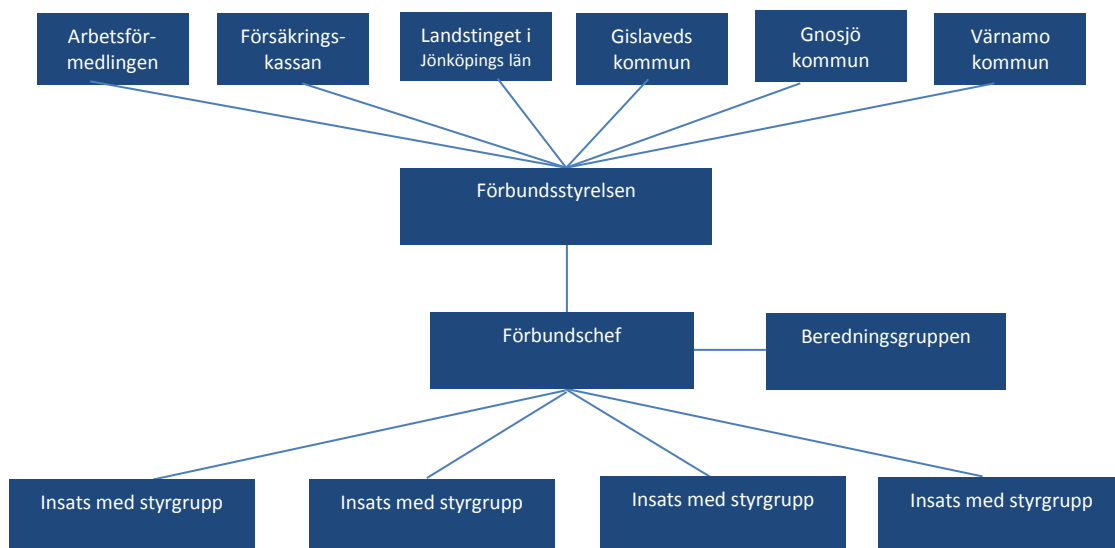 Arbetsför-
medlingen
Försäkrings-
kassan
Landstinget i
Jönköpings län
Gislaveds
kommun
Gnosjö
kommun
Värnamo
kommun
Förbundsstyrelsen
Förbundschef
Beredningsgruppen
Insats med styrgrupp
Insats med styrgrupp
Insats med styrgrupp
Insats med styrgrupp